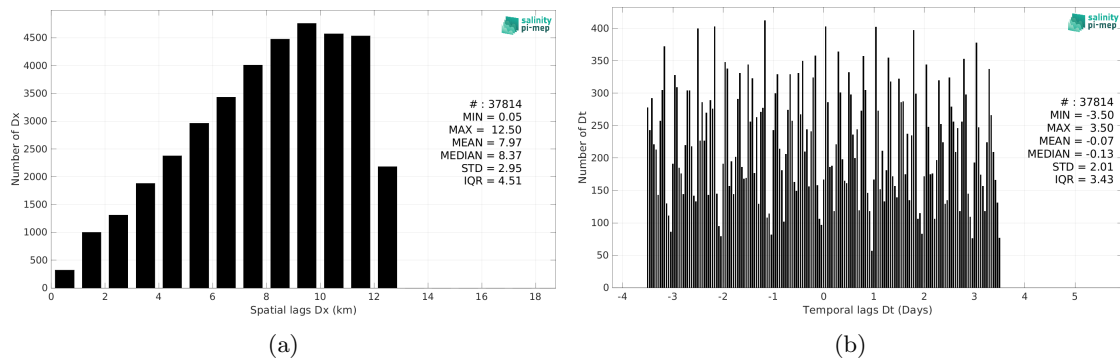 salinity
pi-mep
4500
4000
3500
3000
2500
2000
1500
1000
500
0
Number of Dx
# : 37814
MIN = 0.05
MAX = 12.50
MEAN = 7.97
MEDIAN = 8.37
STD = 2.95
IQR = 4.51
0 2 4 6 8 10 12 14 16 18
Spatial lags Dx (km)
(a)
salinity
pi-mep
400
350
300
250
200
150
100
50
0
Number of Dt
# : 37814
MIN = -3.50
MAX = 3.50
MEAN = -0.07
MEDIAN = -0.13
STD = 2.01
IQR = 3.43
-4 -3 -2 -1 0 1 2 3 4 5
Temporal lags Dt (Days)
(b)